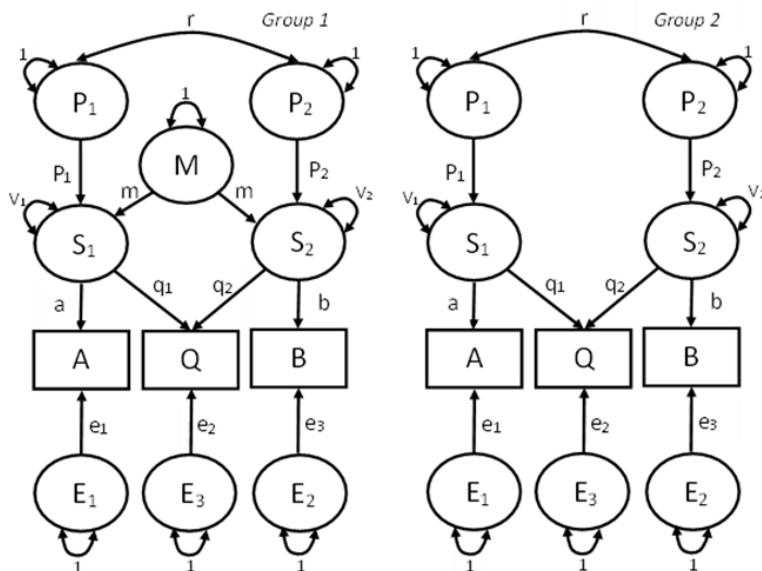 r Group 1 r Group 2
1 1 1 1
P₁ P₂ P₁ P₂
1
M
P₁ P₂ P₁ P₂
m m
V₁ V₂ V₁ V₂
S₁ S₂ S₁ S₂
a q₁ q₂ b a q₁ q₂ b
A Q B A Q B
e₁ e₂ e₃ e₁ e₂ e₃
E₁ E₃ E₂ E₁ E₃ E₂
1 1 1 1 1 1